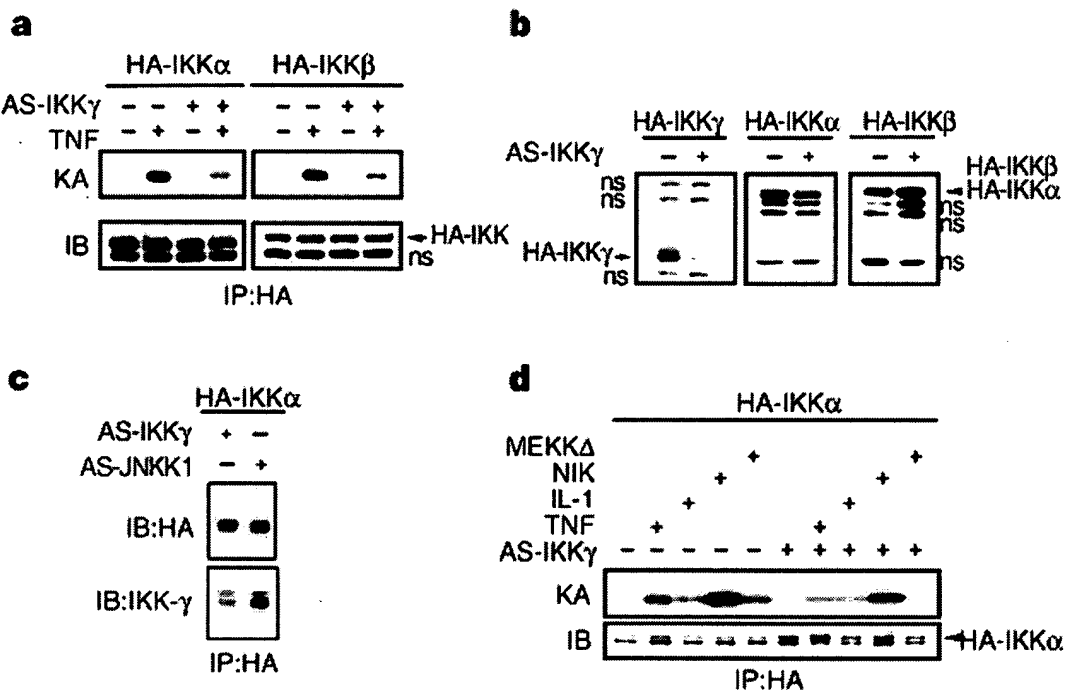 a
HA-IKKα HA-IKKβ
AS-IKKγ − − + + − − + +
TNF − + − + − + − +
KA
IB
HA-IKK
ns
IP:HA
b
HA-IKKγ HA-IKKα HA-IKKβ
AS-IKKγ − + − + − +
HA-IKKβ
HA-IKKα
ns
ns
ns
ns
HA-IKKγ
ns
ns
c
HA-IKKα
AS-IKKγ + −
AS-JNKK1 − +
IB:HA
IB:IKK-γ
IP:HA
d
HA-IKKα
MEKKΔ + +
NIK + +
IL-1 + +
TNF + +
AS-IKKγ − − − − − + + + + +
KA
IB
HA-IKKα
IP:HA